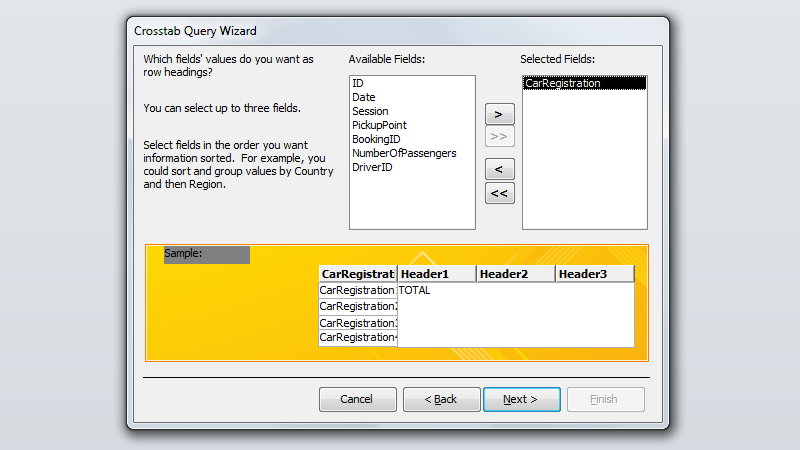 Crosstab Query Wizard
Which fields' values do you want as
row headings?
You can select up to three fields.
Select fields in the order you want
information sorted.  For example, you
could sort and group values by Country
and then Region.
Available Fields:
ID
Date
Session
PickupPoint
BookingID
NumberOfPassengers
DriverID
>
>>
<
<<
Selected Fields:
CarRegistration
Sample:
CarRegistrati Header1 Header2 Header3
CarRegistration1 TOTAL
CarRegistration2
CarRegistration3
CarRegistration4
Cancel < Back Next > Finish